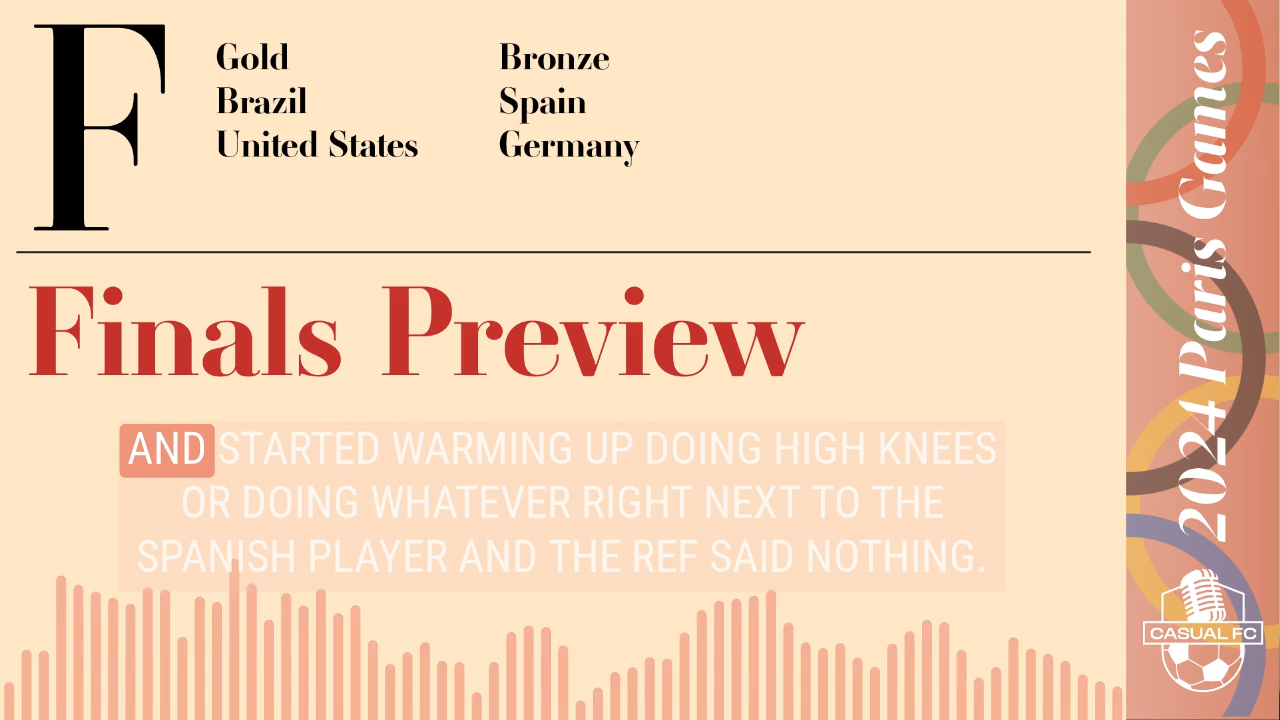 F
Gold
Brazil
United States
Bronze
Spain
Germany
Finals Preview
AND STARTED WARMING UP DOING HIGH KNEES
OR DOING WHATEVER RIGHT NEXT TO THE
SPANISH PLAYER AND THE REF SAID NOTHING.
2024 Paris Games
CASUAL FC